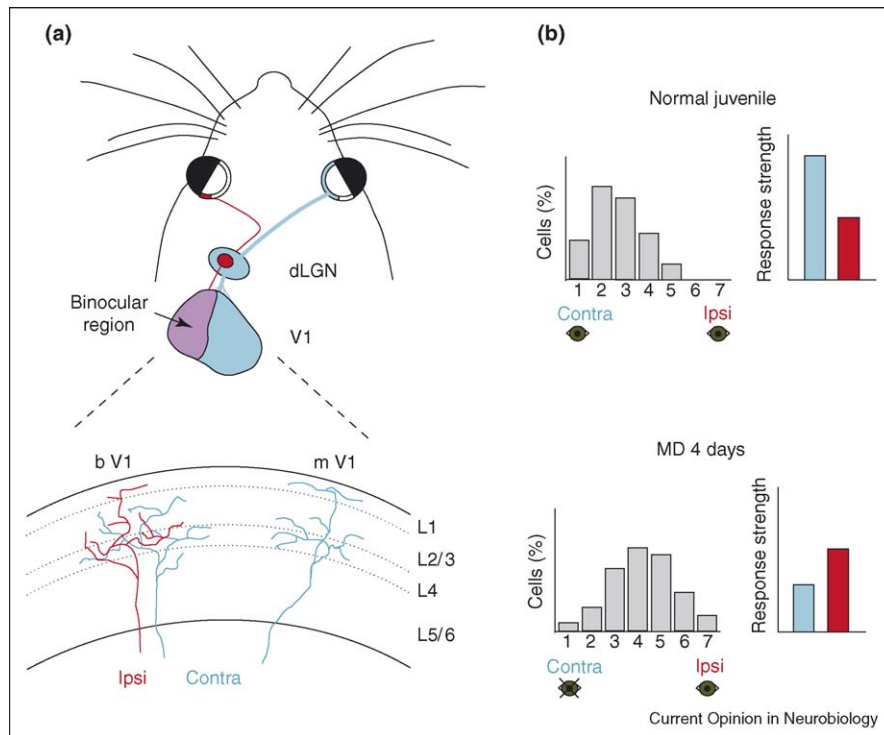 (a)
dLGN
Binocular
region
V1
b V1
m V1
L1
L2/3
L4
L5/6
Ipsi
Contra
(b)
Normal juvenile
Cells (%)
1 2 3 4 5 6 7
Contra
Ipsi
Response strength
MD 4 days
Cells (%)
1 2 3 4 5 6 7
Contra
Ipsi
Response strength
Current Opinion in Neurobiology